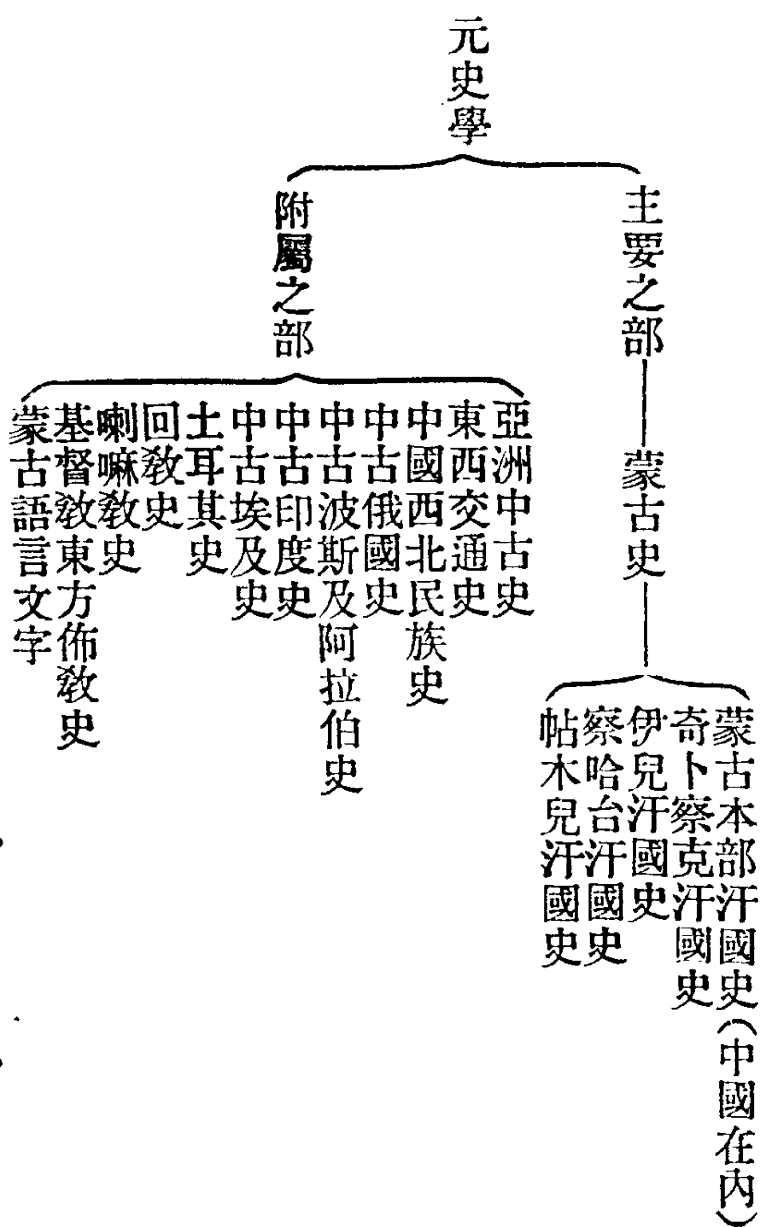 元史學
主要之部
蒙古史
蒙古本部汗國史(中國在內)
奇卜察克汗國史
伊兒汗國史
察哈台汗國史
帖木兒汗國史
附屬之部
亞洲中古史
東西交通史
中國西北民族史
中古俄國史
中古波斯及阿拉伯史
中古印度史
中古埃及史
土耳其史
回敎史
喇嘛敎史
基督敎東方佈敎史
蒙古語言文字